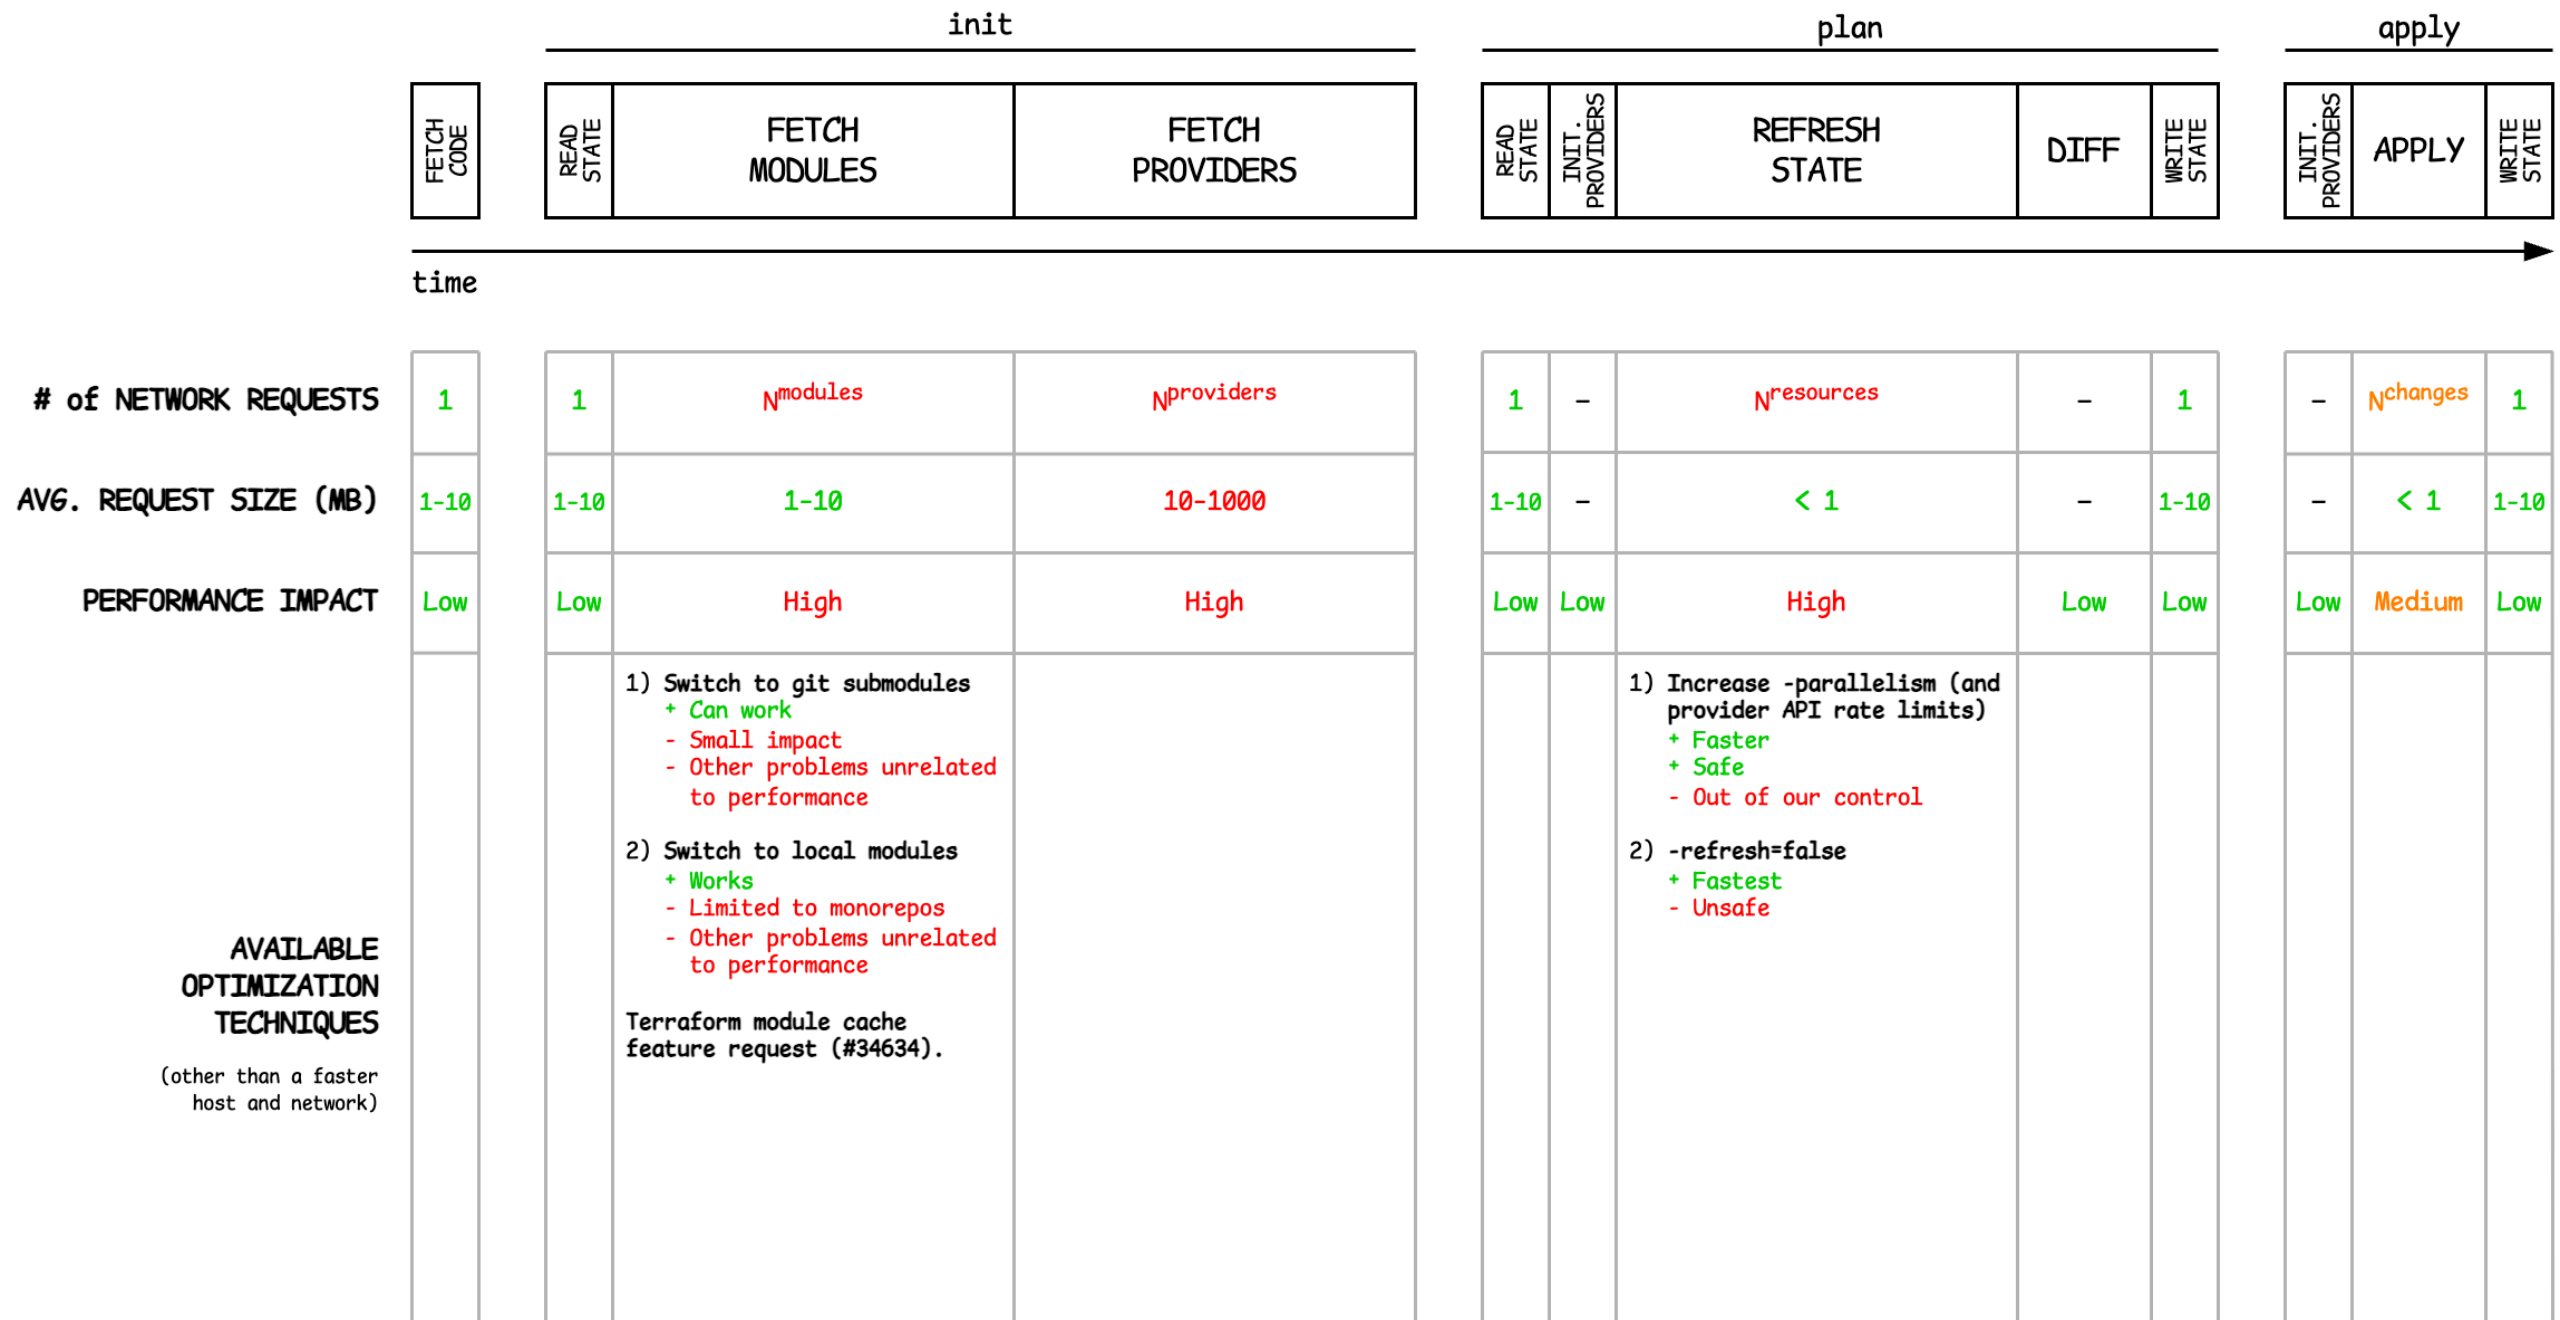 init
plan
apply
FETCH
CODE
READ
STATE
FETCH
MODULES
FETCH
PROVIDERS
READ
STATE
INIT.
PROVIDERS
REFRESH
STATE
DIFF
WRITE
STATE
INIT.
PROVIDERS
APPLY
WRITE
STATE
time
# of NETWORK REQUESTS 1 1 Nmodules Nproviders 1 – Nresources – 1 – Nchanges 1
AVG. REQUEST SIZE (MB) 1-10 1-10 1-10 10-1000 1-10 – < 1 – 1-10 – < 1 1-10
PERFORMANCE IMPACT Low Low High High Low Low High Low Low Low Medium Low
AVAILABLE
OPTIMIZATION
TECHNIQUES
(other than a faster
host and network)
1) Switch to git submodules
+ Can work
- Small impact
- Other problems unrelated
to performance
2) Switch to local modules
+ Works
- Limited to monorepos
- Other problems unrelated
to performance
Terraform module cache
feature request (#34634).
1) Increase -parallelism (and
provider API rate limits)
+ Faster
+ Safe
- Out of our control
2) -refresh=false
+ Fastest
- Unsafe